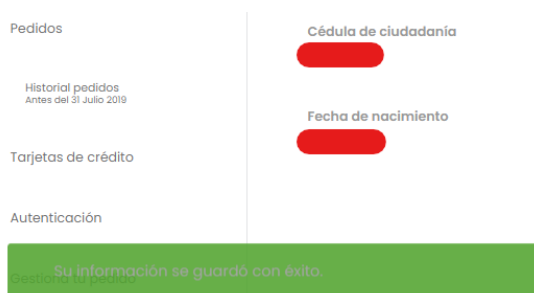 Pedidos
Historial pedidos
Antes del 31 Julio 2019
Tarjetas de crédito
Autenticación
Gestiona tu pedido
Cédula de ciudadanía
Fecha de nacimiento
Su información se guardó con éxito.